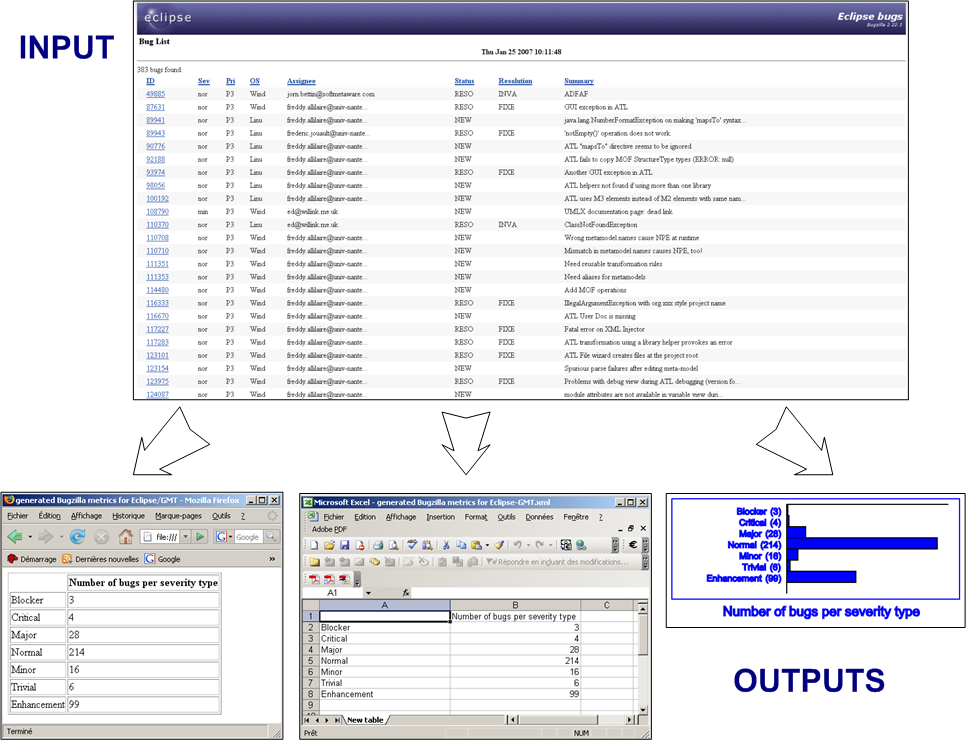 INPUT
eclipse
Eclipse bugs
Bugzilla 2.22.1
Bug List
Thu Jan 25 2007 10:11:48
383 bugs found.
ID Sev Pri OS Assignee Status Resolution Summary
49885 nor P3 Wind jorn.bettin@softmetaware.com RESO INVA ADFAF
87631 nor P3 Wind freddy.allilaire@univ-nante... RESO FIXE GUI exception in ATL
89941 nor P3 Linu freddy.allilaire@univ-nante... NEW java.lang.NumberFormatException on making 'mapsTo' syntax...
89943 nor P3 Linu frederic.jouault@univ-nante... RESO FIXE 'notEmpty()' operation does not work
90776 nor P3 Linu freddy.allilaire@univ-nante... NEW ATL "mapsTo" directive seems to be ignored
92188 nor P3 Wind freddy.allilaire@univ-nante... NEW ATL fails to copy MOF StructureType types (ERROR: null)
93974 nor P3 Linu freddy.allilaire@univ-nante... RESO FIXE Another GUI exception in ATL
98056 nor P3 Linu freddy.allilaire@univ-nante... NEW ATL helpers not found if using more than one library
100192 nor P3 Linu freddy.allilaire@univ-nante... NEW ATL uses M3 elements instead of M2 elements with same nam...
108790 min P3 Wind ed@willink.me.uk NEW UMLX documentation page: dead link
110370 nor P3 Linu ed@willink.me.uk RESO INVA ClassNotFoundException
110708 nor P3 Wind freddy.allilaire@univ-nante... NEW Wrong metamodel names cause NPE at runtime
110710 nor P3 Wind freddy.allilaire@univ-nante... NEW Mismatch in metamodel names causes NPE, too!
111351 nor P3 Wind freddy.allilaire@univ-nante... NEW Need reusable transformation rules
111353 nor P3 Wind freddy.allilaire@univ-nante... NEW Need aliases for metamodels
114480 nor P3 Wind freddy.allilaire@univ-nante... NEW Add MOF operations
116333 nor P3 Wind freddy.allilaire@univ-nante... RESO FIXE IllegalArgumentException with org.xxx style project name
116670 nor P3 Wind freddy.allilaire@univ-nante... NEW ATL User Doc is missing
117227 nor P3 Wind freddy.allilaire@univ-nante... RESO FIXE Fatal error on XML Injector
117283 nor P3 Wind freddy.allilaire@univ-nante... RESO FIXE ATL transformation using a library helper provokes an error
123101 nor P3 Wind freddy.allilaire@univ-nante... RESO FIXE ATL File wizard creates files at the project root
123154 nor P3 Wind freddy.allilaire@univ-nante... NEW Spurious parse failures after editing meta-model
123975 nor P3 Wind freddy.allilaire@univ-nante... RESO FIXE Problems with debug view during ATL debugging (version fo...
124087 nor P3 Wind freddy.allilaire@univ-nante... NEW module attributes are not available in variable view duri...
generated Bugzilla metrics for Eclipse/GMT - Mozilla Firefox
Fichier Édition Affichage Historique Marque-pages Outils ?
file:/// G Google
Démarrage Dernières nouvelles G Google »
Number of bugs per severity type
Blocker 3
Critical 4
Major 28
Normal 214
Minor 16
Trivial 6
Enhancement 99
Terminé
Microsoft Excel - generated Bugzilla metrics for Eclipse-GMT.xml
Fichier Edition Affichage Insertion Format Outils Données Fenêtre ?
Adobe PDF
€
Répondre en incluant des modifications...
A1 fx
A B C
1 Number of bugs per severity type
2 Blocker 3
3 Critical 4
4 Major 28
5 Normal 214
6 Minor 16
7 Trivial 6
8 Enhancement 99
9
New table
Prêt NUM
Blocker (3)
Critical (4)
Major (28)
Normal (214)
Minor (16)
Trivial (6)
Enhancement (99)
Number of bugs per severity type
OUTPUTS